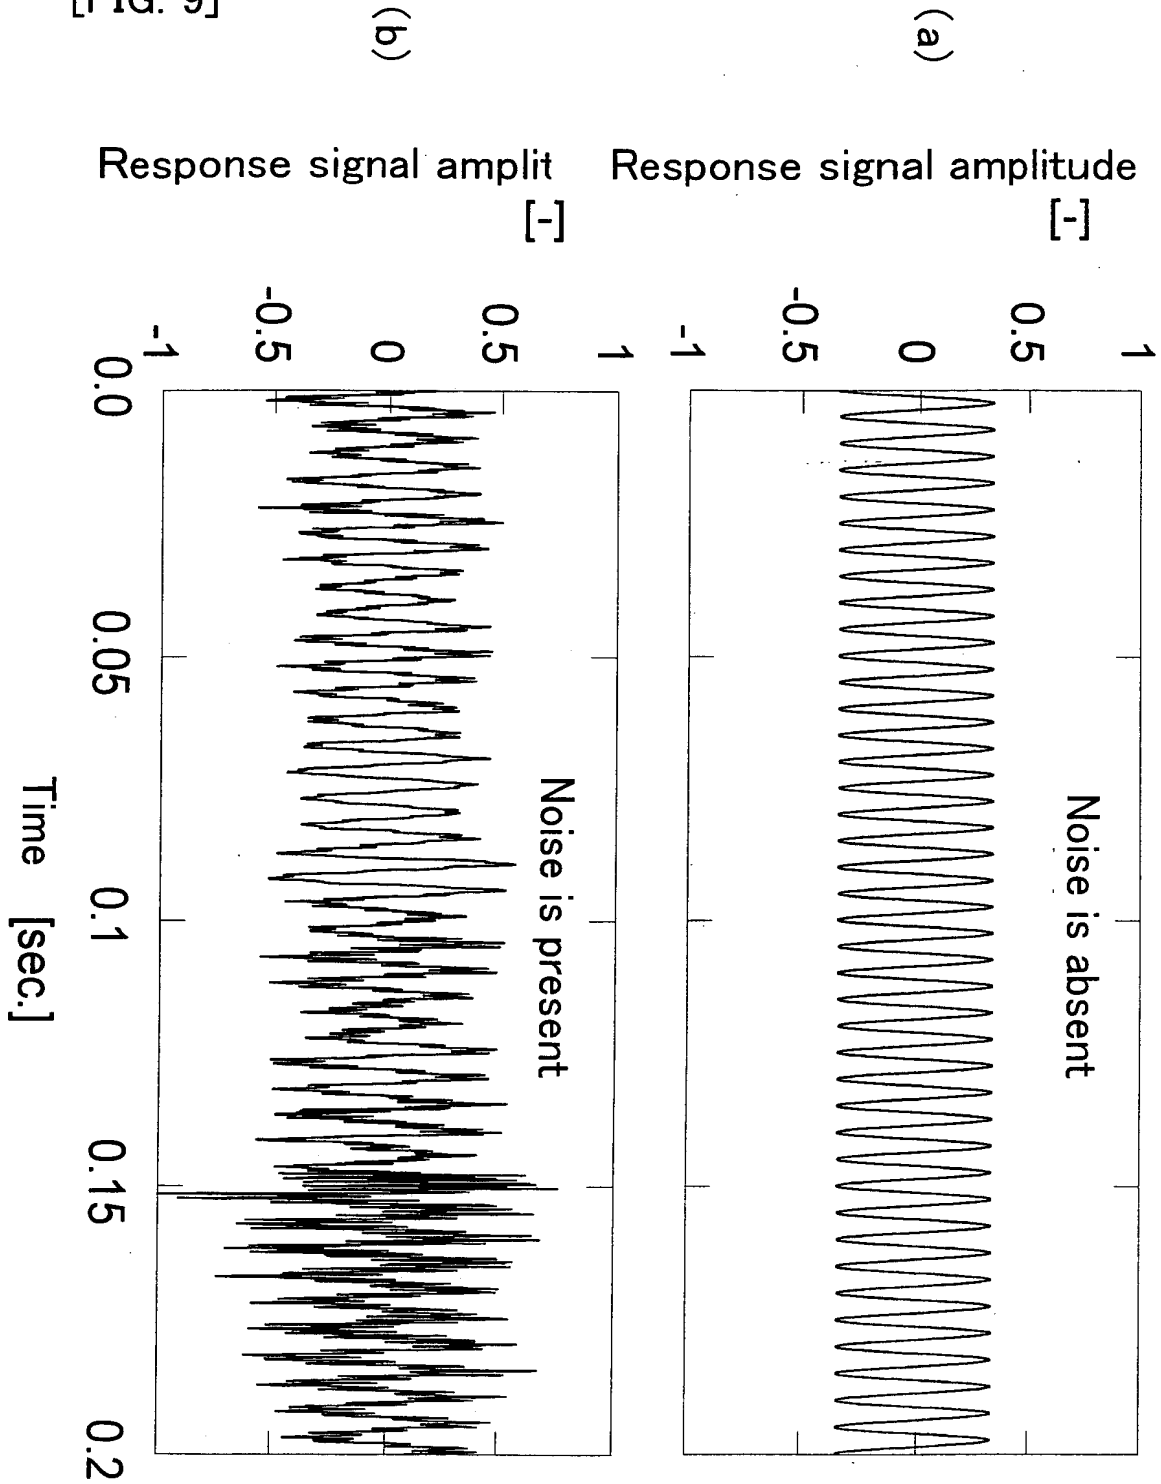 [FIG. 9]
(a)
Response signal amplitude
[-]
1
0.5
0
-0.5
-1
Noise is absent
(b)
Response signal amplit
[-]
1
0.5
0
-0.5
-1
Noise is present
0.0
0.05
0.1
0.15
0.2
Time [sec.]